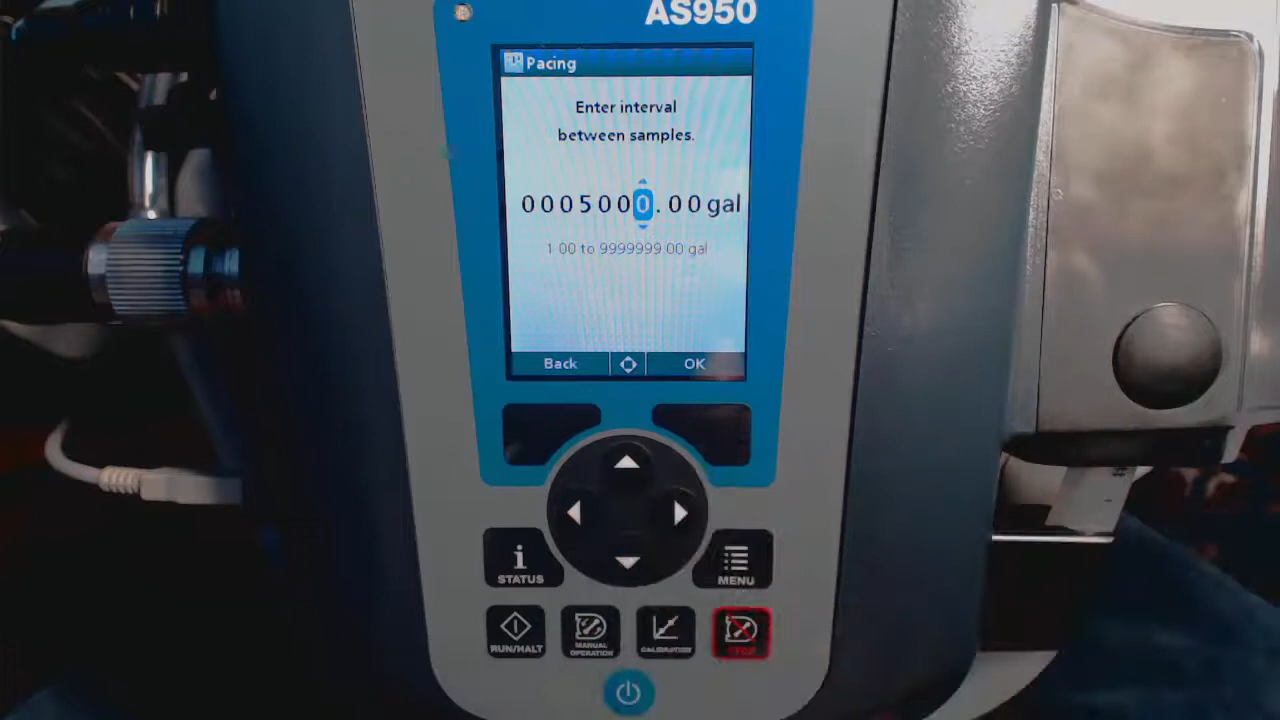 AS950
Pacing
Enter interval
between samples.
0005000.00 gal
1.00 to 9999999.00 gal
Back
OK
STATUS
MENU
RUN/HALT
MANUAL
OPERATION
CALIBRATION
STOP